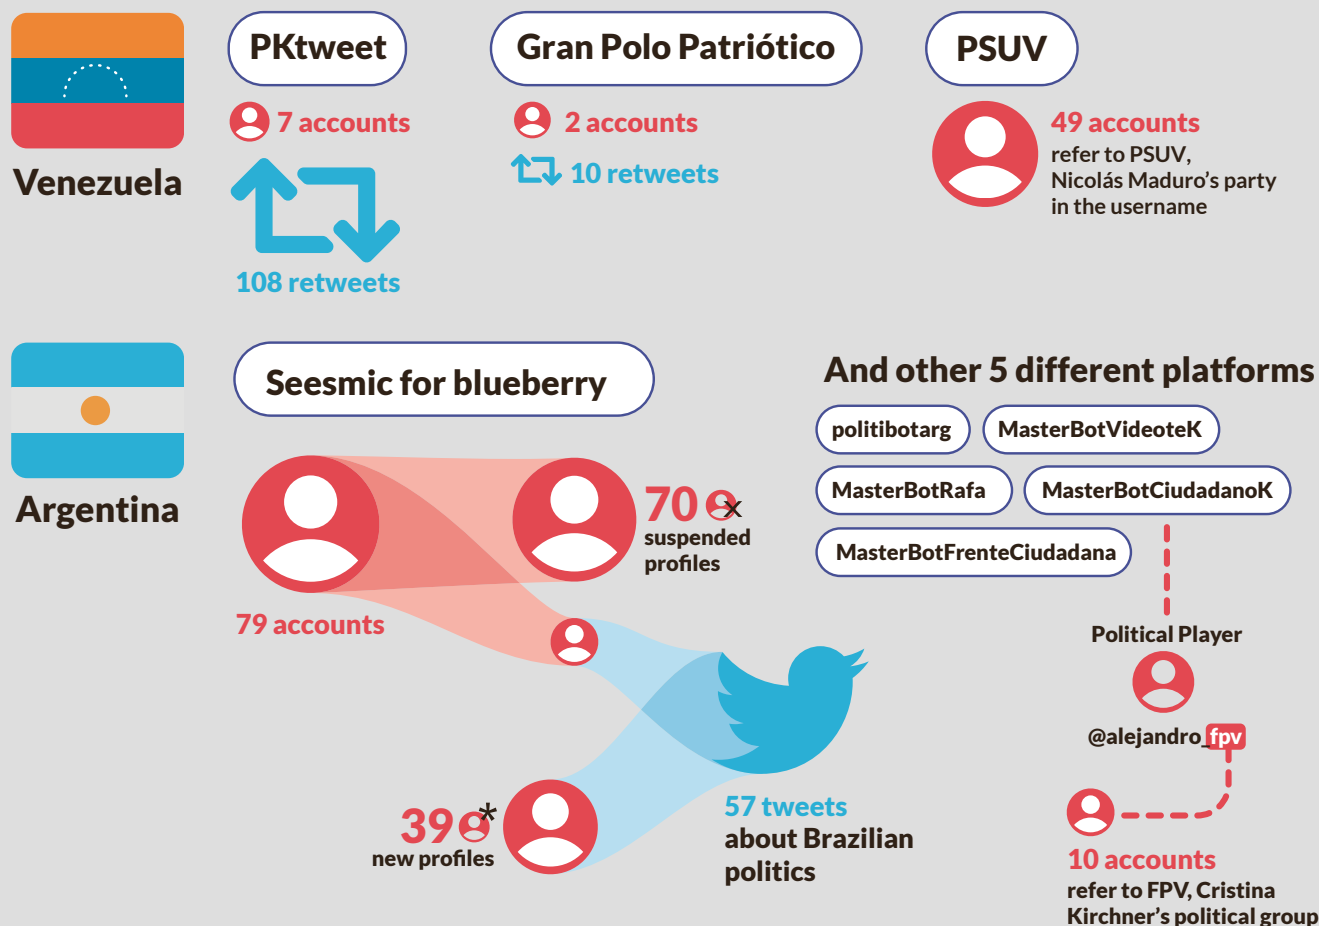 PKtweet
Gran Polo Patriótico
PSUV
7 accounts
2 accounts
49 accounts
refer to PSUV,
Nicolás Maduro's party
in the username
10 retweets
Venezuela
108 retweets
Seesmic for blueberry
And other 5 different platforms
politibotarg
MasterBotVideoteK
MasterBotRafa
MasterBotCiudadanoK
MasterBotFrenteCiudadana
Argentina
70
x
suspended
profiles
79 accounts
Political Player
@alejandro_fpv
39
*
new profiles
57 tweets
about Brazilian
politics
10 accounts
refer to FPV, Cristina
Kirchner's political group